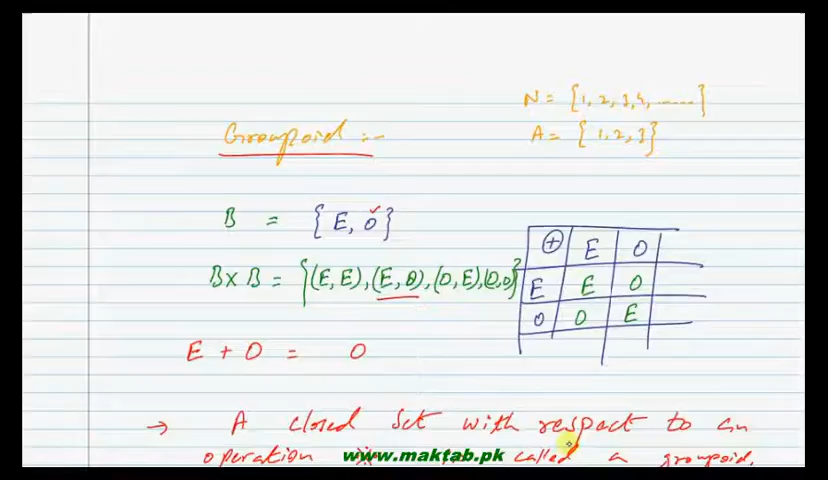 N = {1, 2, 3, 4, ......}
Groupoid :-
A = {1, 2, 3}
B = {E, O}
B x B = {(E, E), (E, O), (O, E), (O, O)}
+ E O
E E O
O O E
E + O = O
→ A closed set with respect to an
operation is called a groupoid.
www.maktab.pk